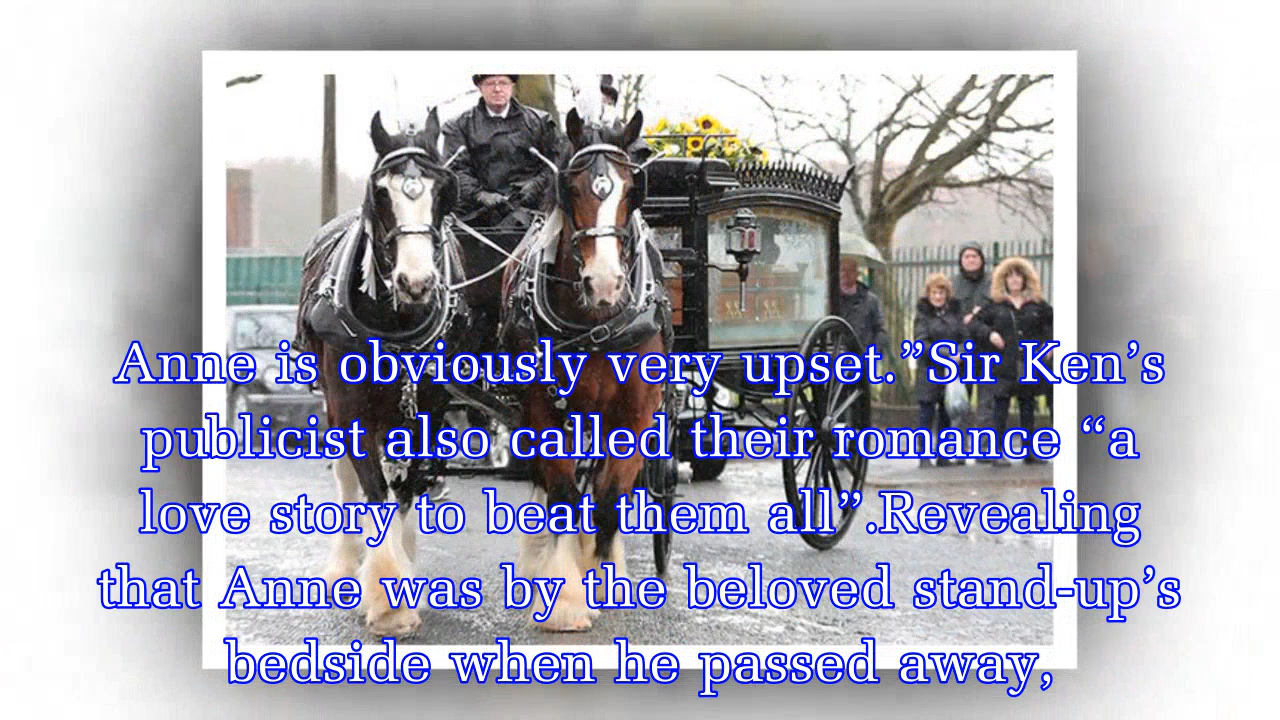 Anne is obviously very upset.”Sir Ken’s
publicist also called their romance “a
love story to beat them all”.Revealing
that Anne was by the beloved stand-up’s
bedside when he passed away,